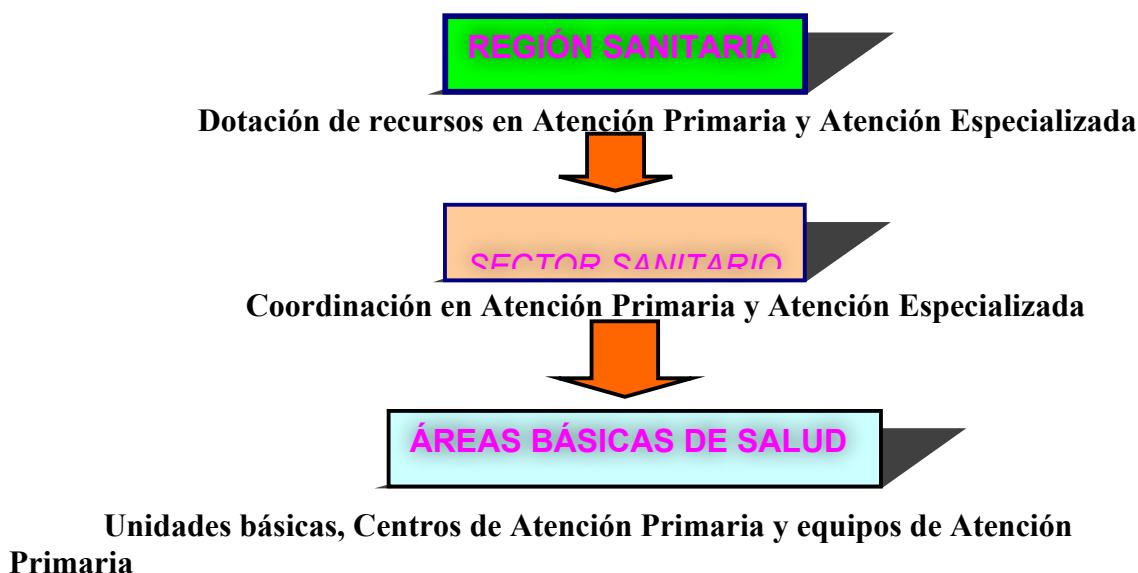 REGIÓN SANITARIA
Dotación de recursos en Atención Primaria y Atención Especializada
SECTOR SANITARIO
Coordinación en Atención Primaria y Atención Especializada
ÁREAS BÁSICAS DE SALUD
Unidades básicas, Centros de Atención Primaria y equipos de Atención
Primaria